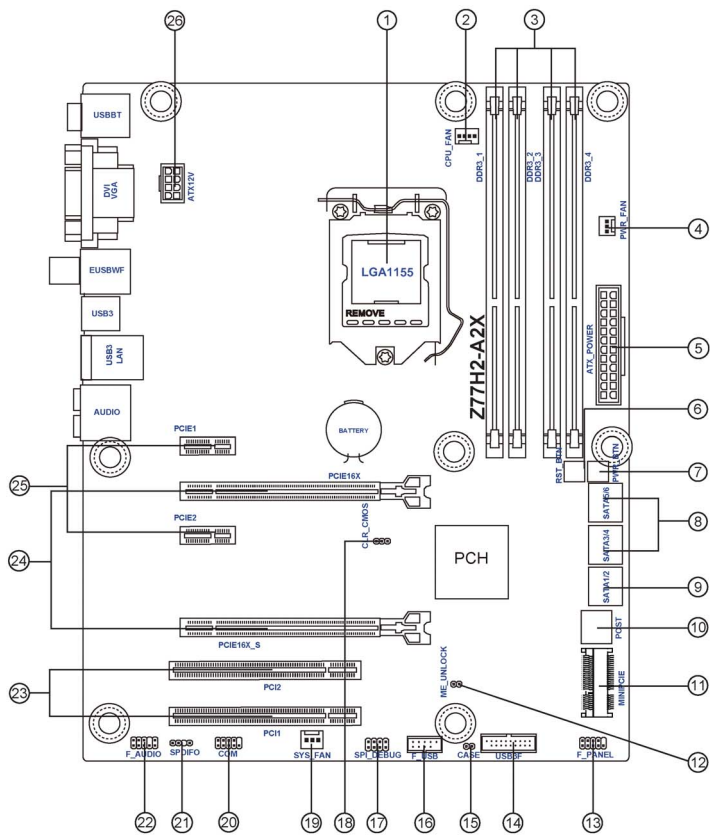 26
1
2
3
USBBT
CPU_FAN
DDR3_1
DDR3_2
DDR3_3
DDR3_4
ATX12V
DVI
VGA
PWR_FAN
4
EUSBWF
LGA1155
REMOVE
USB3
USB3
LAN
Z77H2-A2X
ATX_POWER
5
AUDIO
6
PCIE1
BATTERY
RST_BTN
PWR_BTN
7
25
PCIE16X
SATA5/6
8
PCIE2
CLR_CMOS
24
PCH
SATA3/4
SATA1/2
9
POST
10
PCIE16X_S
ME_UNLOCK
MINIPCIE
11
23
PCI2
PCI1
12
F_AUDIO
SPDIFO
COM
SYS_FAN
SPI_DEBUG
F_USB
CASE
USB3F
F_PANEL
22
21
20
19
18
17
16
15
14
13